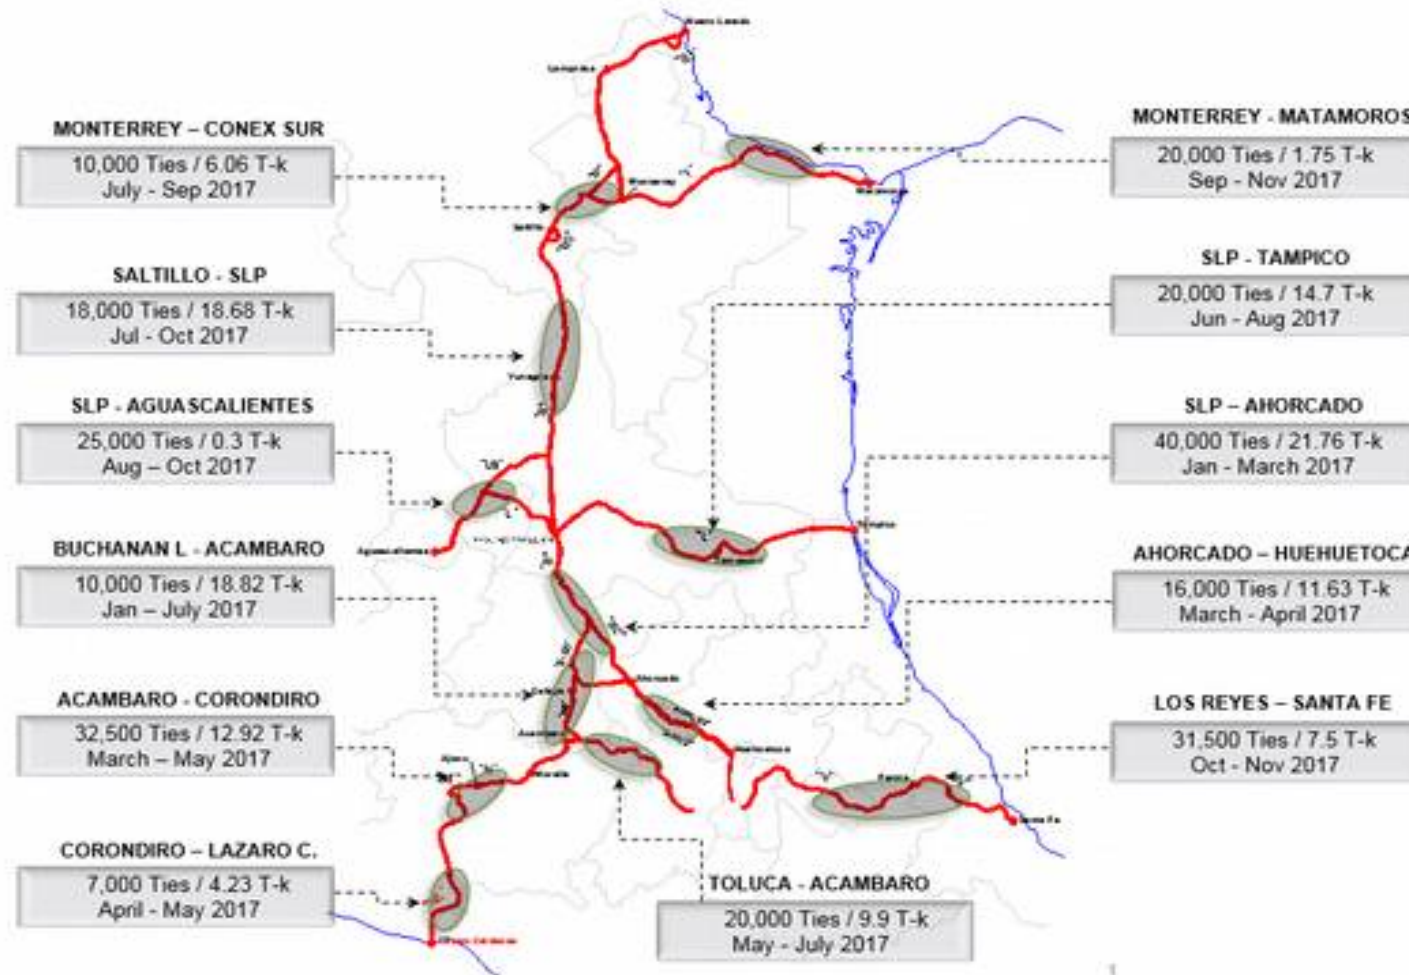 MONTERREY – CONEX SUR
10,000 Ties / 6.06 T-k
July - Sep 2017
SALTILLO - SLP
18,000 Ties / 18.68 T-k
Jul - Oct 2017
SLP - AGUASCALIENTES
25,000 Ties / 0.3 T-k
Aug – Oct 2017
BUCHANAN L - ACAMBARO
10,000 Ties / 18.82 T-k
Jan – July 2017
ACAMBARO - CORONDIRO
32,500 Ties / 12.92 T-k
March – May 2017
CORONDIRO – LAZARO C.
7,000 Ties / 4.23 T-k
April - May 2017
Monterrey
Saltillo
Aguascalientes
Ahorcado
MONTERREY - MATAMOROS
20,000 Ties / 1.75 T-k
Sep - Nov 2017
SLP - TAMPICO
20,000 Ties / 14.7 T-k
Jun - Aug 2017
SLP – AHORCADO
40,000 Ties / 21.76 T-k
Jan - March 2017
AHORCADO – HUEHUETOCA
16,000 Ties / 11.63 T-k
March - April 2017
LOS REYES – SANTA FE
31,500 Ties / 7.5 T-k
Oct - Nov 2017
TOLUCA - ACAMBARO
20,000 Ties / 9.9 T-k
May - July 2017